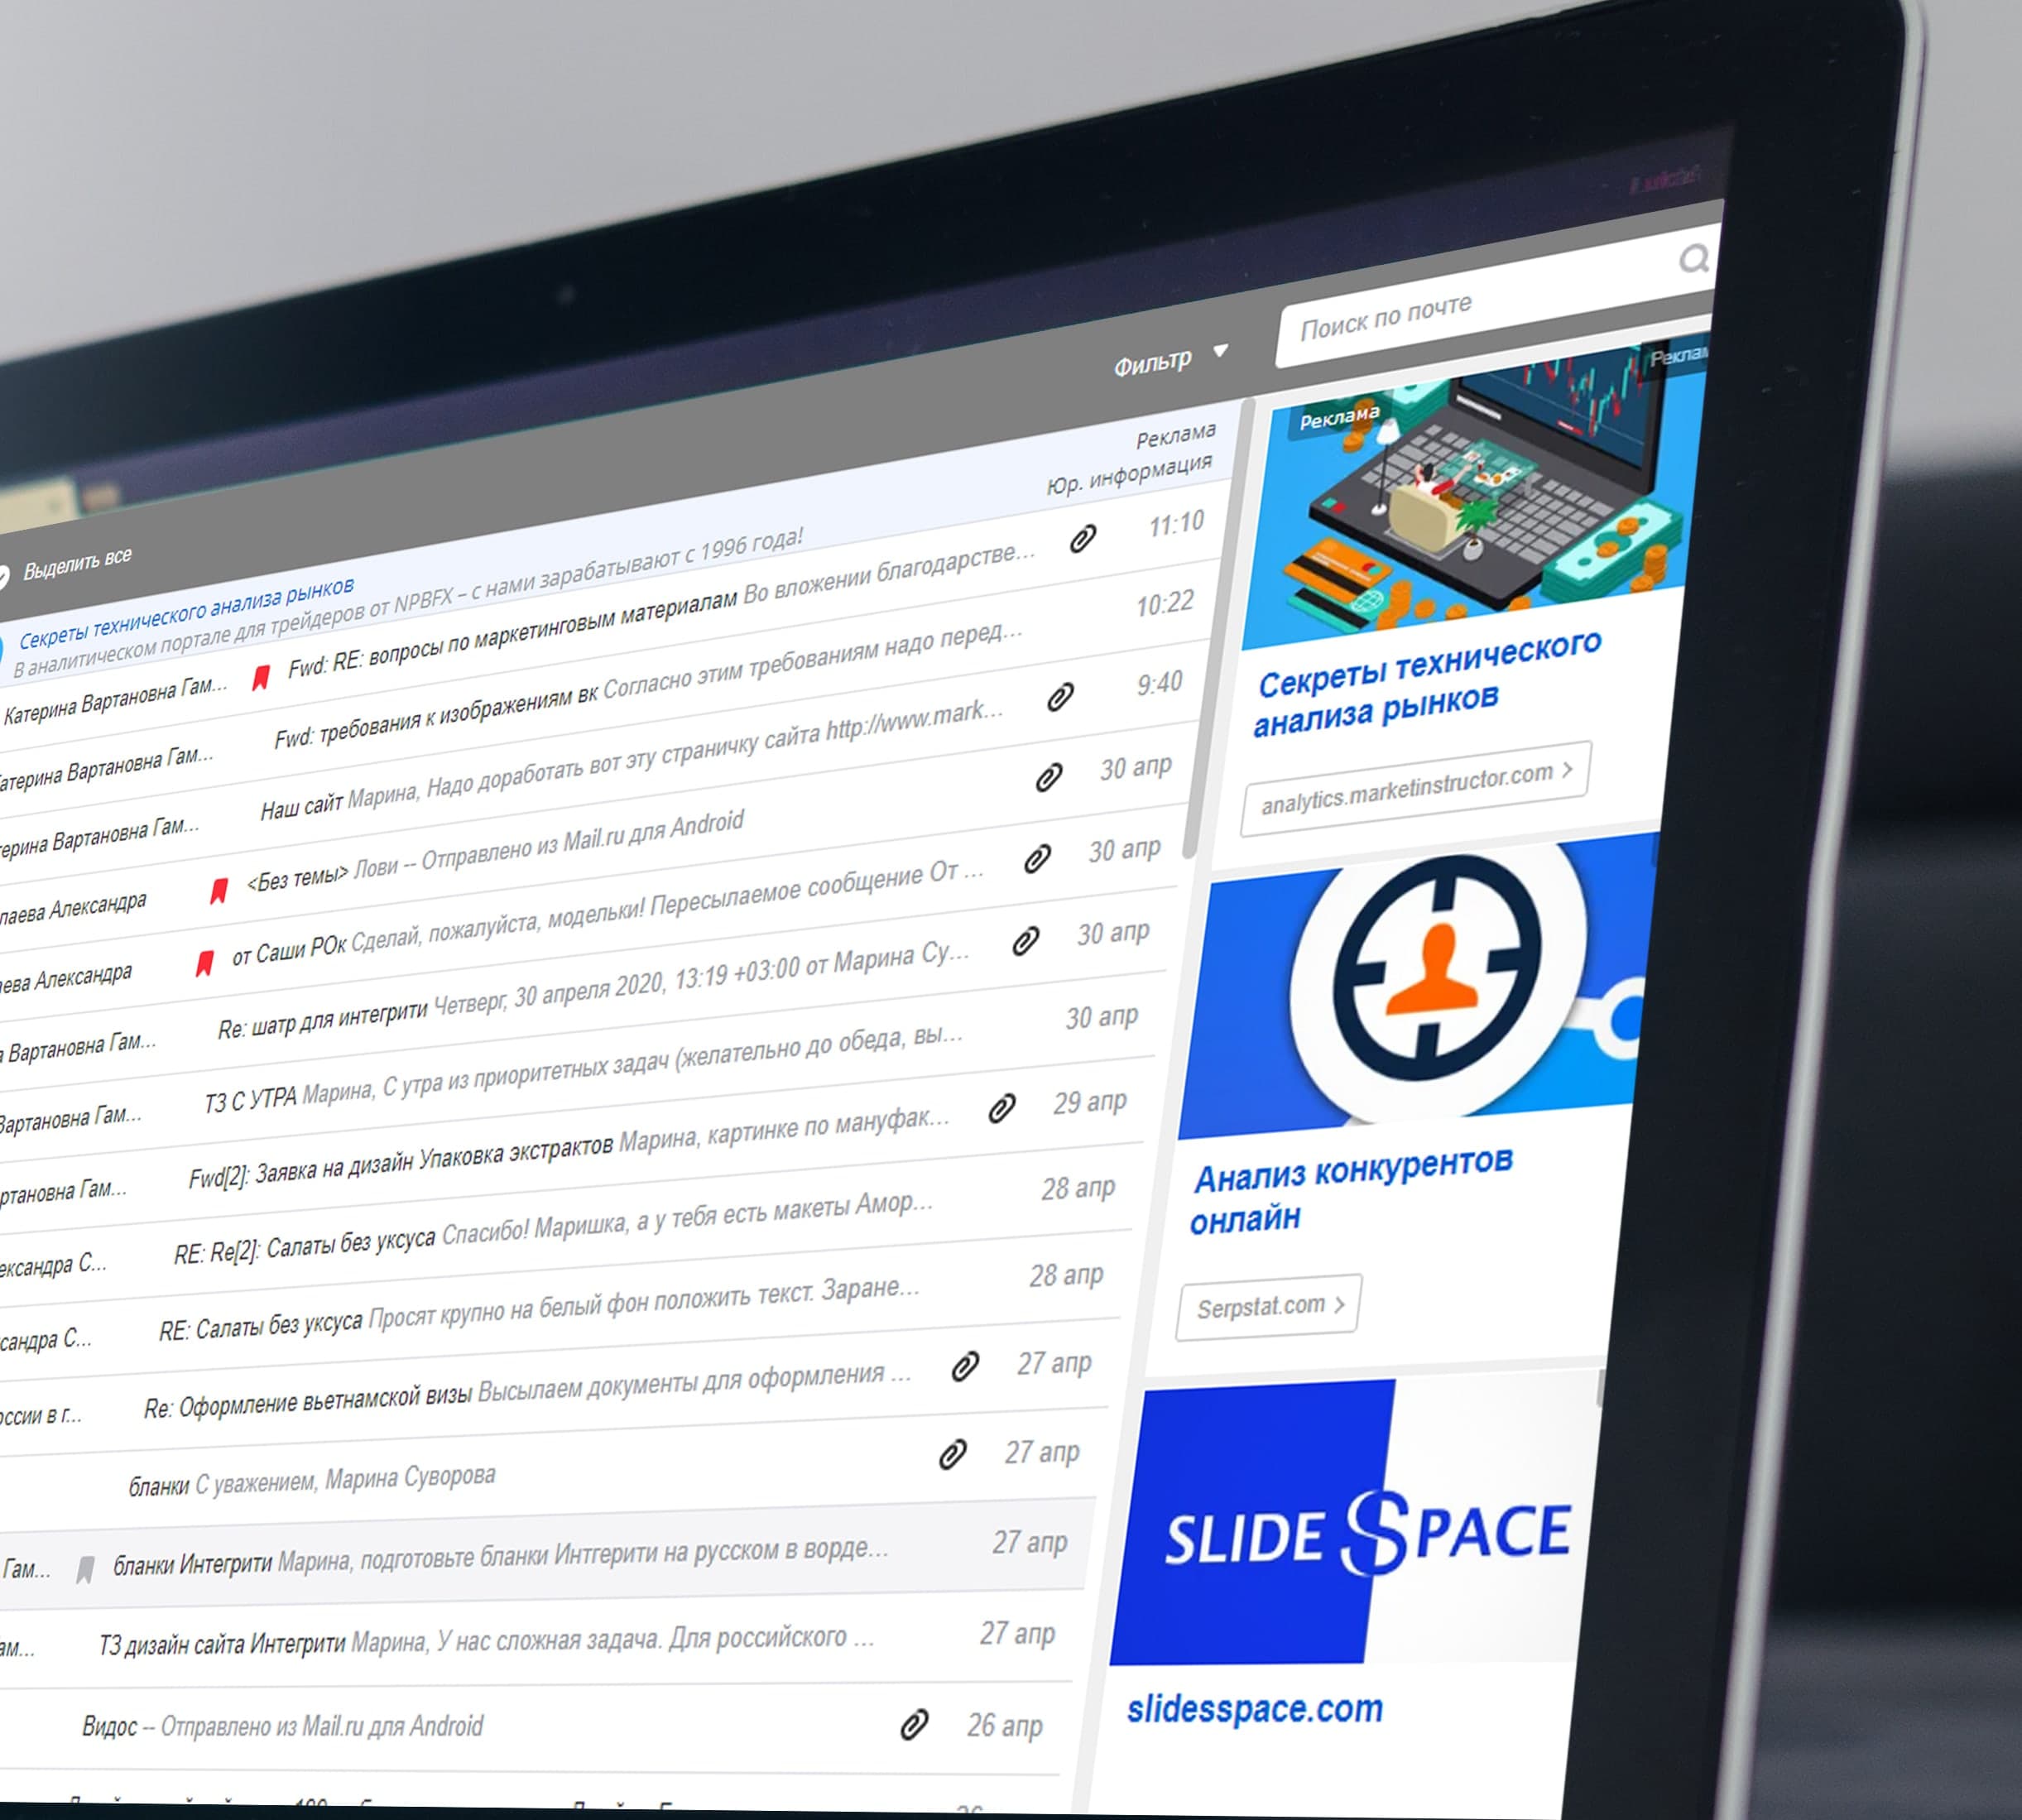 Поиск по почте
Фильтр
Выделить все
Реклама
Юр. информация
Секреты технического анализа рынков
В аналитическом портале для трейдеров от NPBFX – с нами зарабатывают с 1996 года!
Катерина Вартановна Гам... Fwd: RE: вопросы по маркетинговым материалам Во вложении благодарстве... 11:10
Вартановна Гам... Fwd: требования к изображениям вк Согласно этим требованиям надо перед... 10:22
Вартановна Гам... Наш сайт Марина, Надо доработать вот эту страничку сайта http://www.mark... 9:40
Александра <Без темы> Лови -- Отправлено из Mail.ru для Android 30 апр
Александра от Саши РОк Сделай, пожалуйста, модельки! Пересылаемое сообщение От ... 30 апр
Вартановна Гам... Re: шатр для интегрити Четверг, 30 апреля 2020, 13:19 +03:00 от Марина Су... 30 апр
Вартановна Гам... ТЗ С УТРА Марина, С утра из приоритетных задач (желательно до обеда, вы... 30 апр
Гам... Fwd[2]: Заявка на дизайн Упаковка экстрактов Марина, картинке по мануфак... 29 апр
С... RE: Re[2]: Салаты без уксуса Спасибо! Маришка, а у тебя есть макеты Амор... 28 апр
С... RE: Салаты без уксуса Просят крупно на белый фон положить текст. Заране... 28 апр
в г... Re: Оформление вьетнамской визы Высылаем документы для оформления ... 27 апр
бланки С уважением, Марина Суворова 27 апр
Гам... бланки Интегрити Марина, подготовьте бланки Интгерити на русском в ворде... 27 апр
ТЗ дизайн сайта Интегрити Марина, У нас сложная задача. Для российского ... 27 апр
Видос -- Отправлено из Mail.ru для Android 26 апр
Реклама
Секреты технического
анализа рынков
analytics.marketinstructor.com >
Анализ конкурентов
онлайн
Serpstat.com >
SLIDE SPACE
slidesspace.com